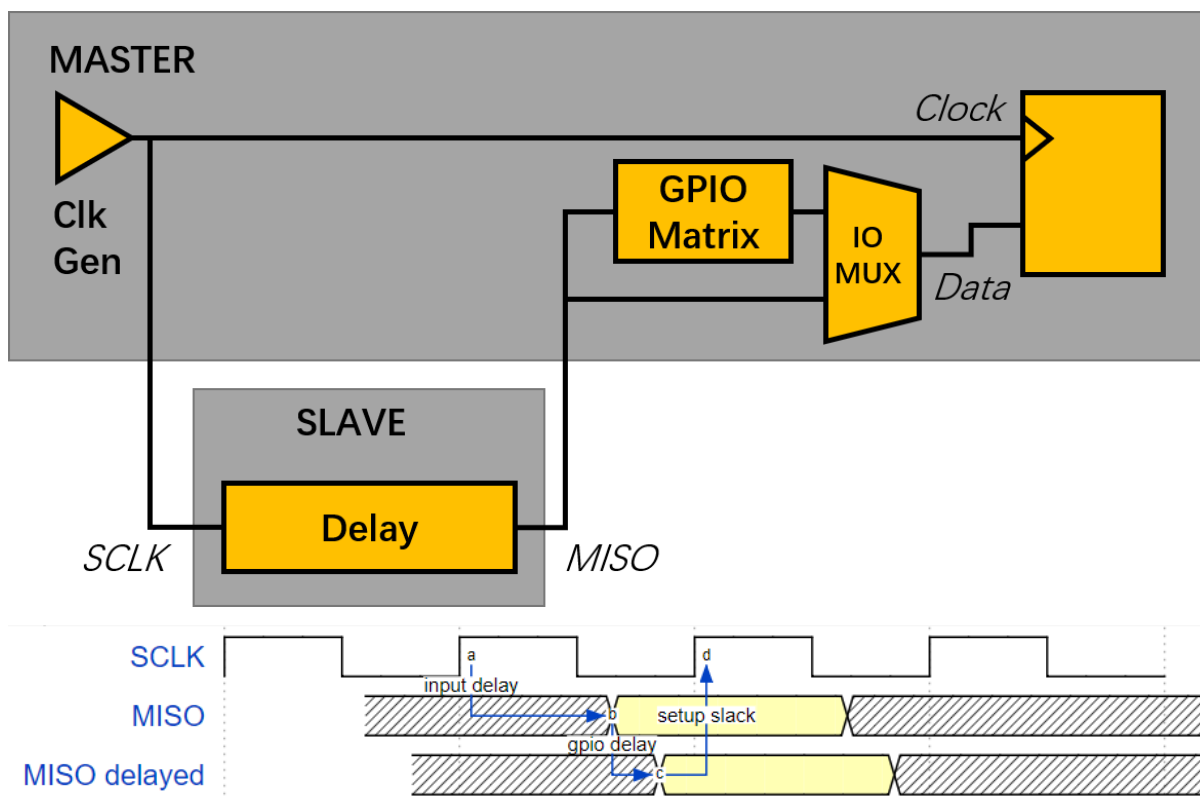 MASTER
Clk
Gen
Clock
GPIO
Matrix
IO
MUX
Data
SLAVE
Delay
SCLK
MISO
SCLK
a
d
input delay
MISO
b
setup slack
gpio delay
MISO delayed
c